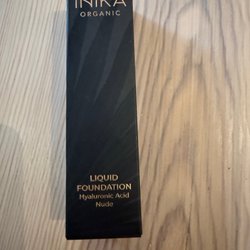 INIKA
ORGANIC
LIQUID
FOUNDATION
Hyaluronic Acid
Nude